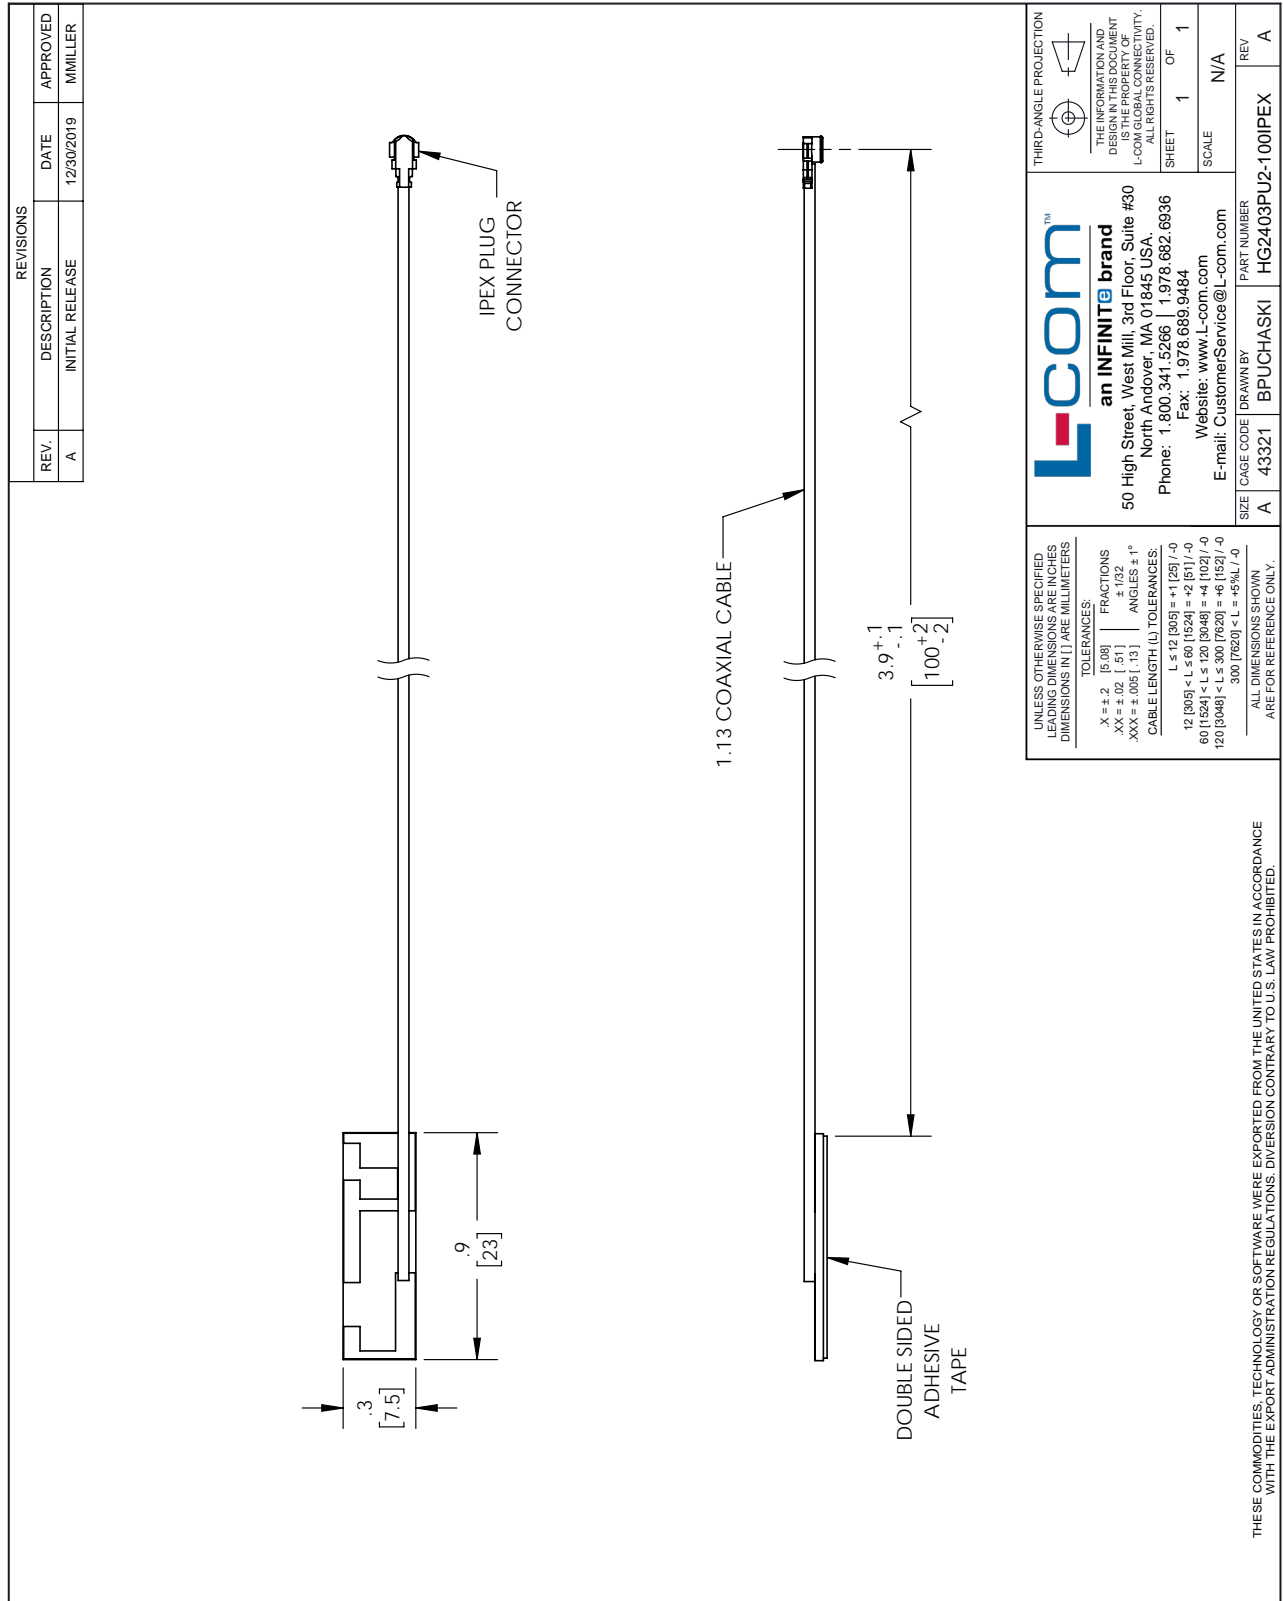 REVISIONS
REV. DESCRIPTION DATE APPROVED
A INITIAL RELEASE 12/30/2019 MMILLER
IPEX PLUG
CONNECTOR
.3
[7.5]
.9
[23]
1.13 COAXIAL CABLE
3.9 +.1 -.1
[100 +2 -2]
DOUBLE SIDED
ADHESIVE
TAPE
UNLESS OTHERWISE SPECIFIED
LEADING DIMENSIONS ARE INCHES
DIMENSIONS IN [ ] ARE MILLIMETERS
TOLERANCES:
.X = ±.2 [5.08] FRACTIONS
.XX = ±.02 [.51] ± 1/32
.XXX = ±.005 [.13] ANGLES ± 1°
CABLE LENGTH (L) TOLERANCES:
L ≤ 12 [305] = +1 [25] / -0
12 [305] < L ≤ 60 [1524] = +2 [51] / -0
60 [1524] < L ≤ 120 [3048] = +4 [102] / -0
120 [3048] < L ≤ 300 [7620] = +6 [152] / -0
300 [7620] < L = +5%L / -0
ALL DIMENSIONS SHOWN
ARE FOR REFERENCE ONLY.
L-com™
an INFINITe brand
50 High Street, West Mill, 3rd Floor, Suite #30
North Andover, MA 01845 USA.
Phone: 1.800.341.5266 | 1.978.682.6936
Fax: 1.978.689.9484
Website: www.L-com.com
E-mail: CustomerService@L-com.com
THIRD-ANGLE PROJECTION
THE INFORMATION AND
DESIGN IN THIS DOCUMENT
IS THE PROPERTY OF
L-COM GLOBAL CONNECTIVITY.
ALL RIGHTS RESERVED.
SHEET 1 OF 1
SCALE N/A
SIZE CAGE CODE DRAWN BY PART NUMBER REV
A 43321 BPUCHASKI HG2403PU2-100IPEX A
THESE COMMODITIES, TECHNOLOGY OR SOFTWARE WERE EXPORTED FROM THE UNITED STATES IN ACCORDANCE
WITH THE EXPORT ADMINISTRATION REGULATIONS. DIVERSION CONTRARY TO U.S. LAW PROHIBITED.